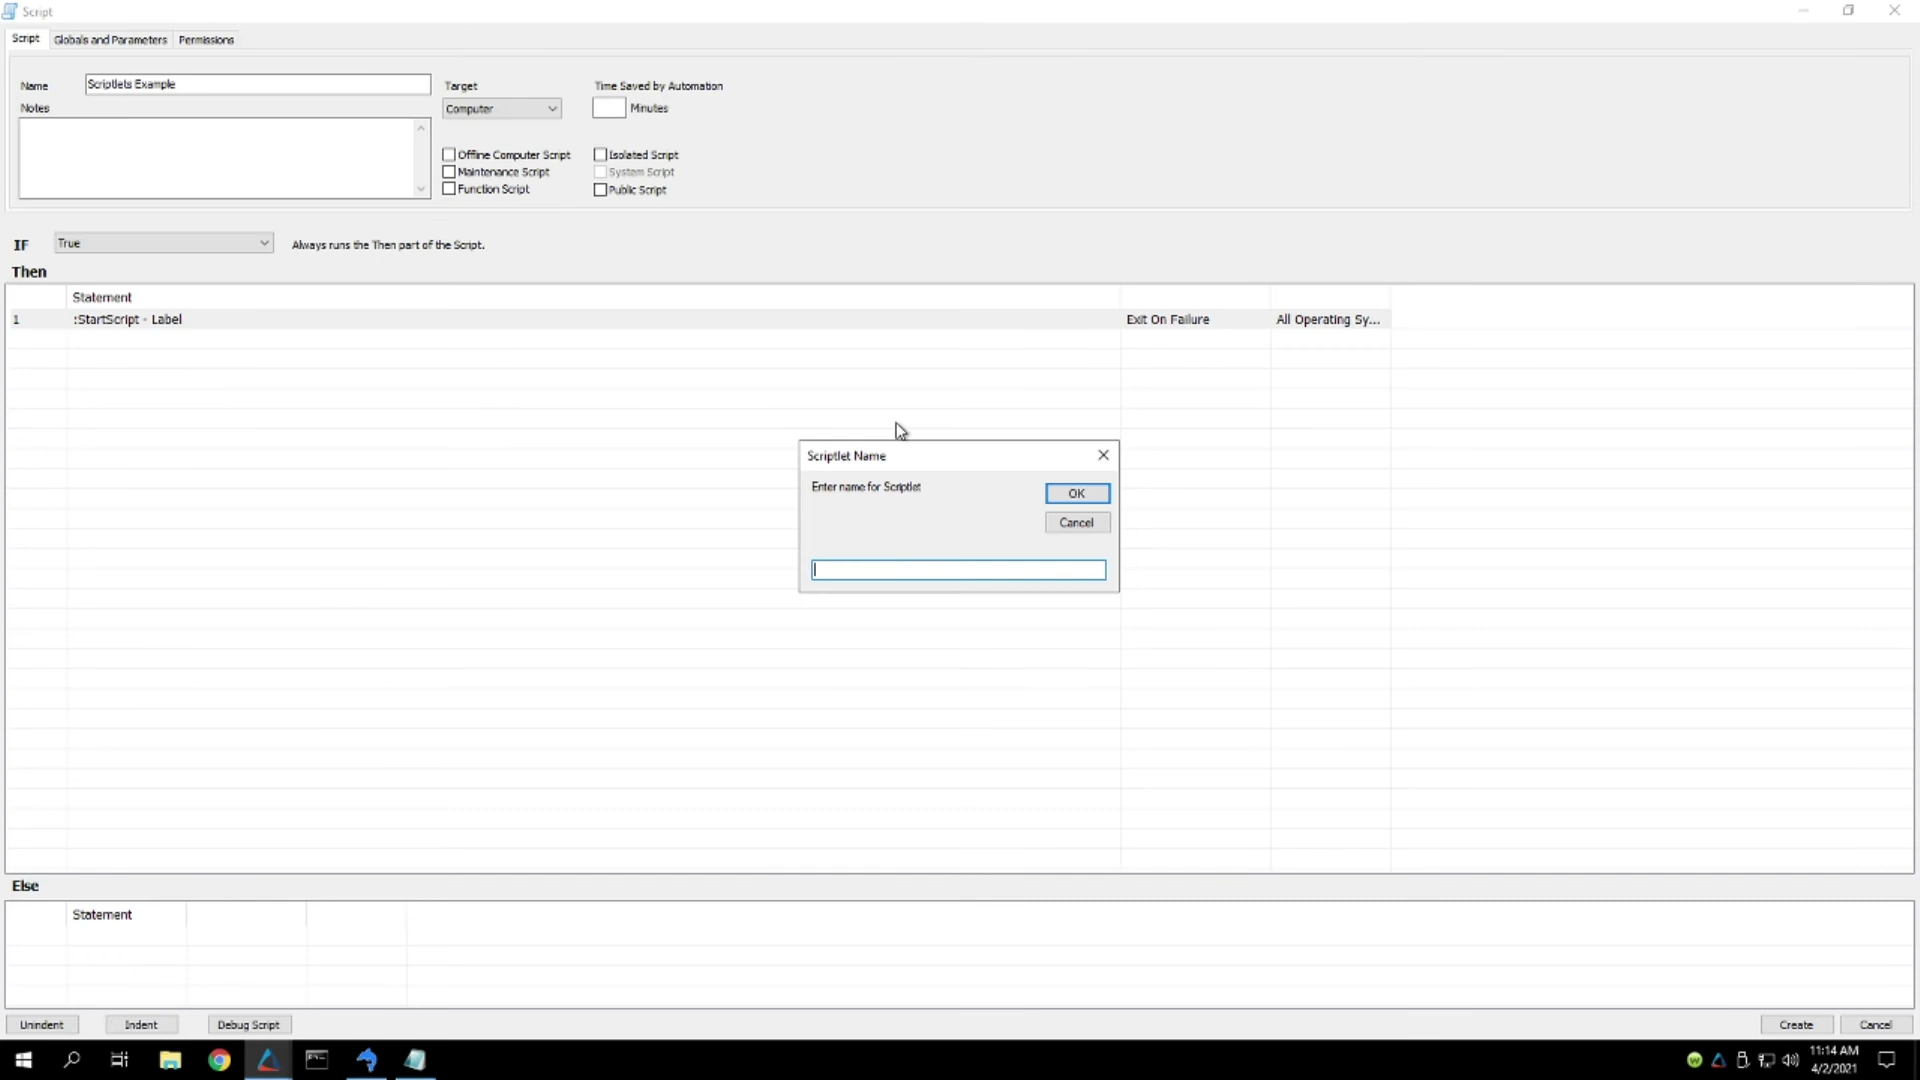 Script
Script Globals and Parameters Permissions
Name Scriptlets Example Target Time Saved by Automation
Notes Computer Minutes
Offline Computer Script Isolated Script
Maintenance Script System Script
Function Script Public Script
IF True Always runs the Then part of the Script.
Then
Statement
1 :StartScript - Label Exit On Failure All Operating Sy...
Scriptlet Name
Enter name for Scriptlet OK
Cancel
Else
Statement
Unindent Indent Debug Script Create Cancel
11:14 AM
4/2/2021